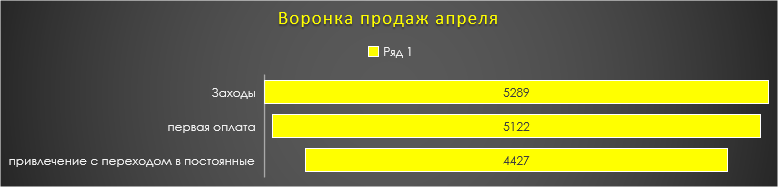 Воронка продаж апреля
Ряд 1
Заходы 5289
первая оплата 5122
привлечение с переходом в постоянные 4427